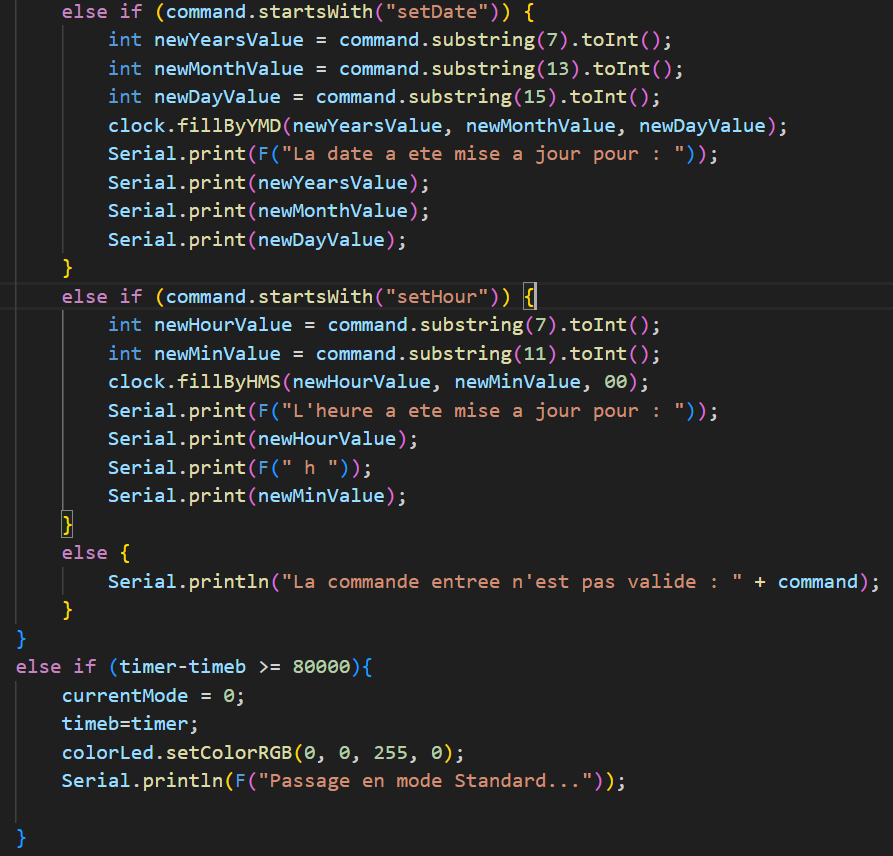 else if (command.startsWith("setDate")) {
int newYearsValue = command.substring(7).toInt();
int newMonthValue = command.substring(13).toInt();
int newDayValue = command.substring(15).toInt();
clock.fillByYMD(newYearsValue, newMonthValue, newDayValue);
Serial.print(F("La date a ete mise a jour pour : "));
Serial.print(newYearsValue);
Serial.print(newMonthValue);
Serial.print(newDayValue);
}
else if (command.startsWith("setHour")) {
int newHourValue = command.substring(7).toInt();
int newMinValue = command.substring(11).toInt();
clock.fillByHMS(newHourValue, newMinValue, 00);
Serial.print(F("L'heure a ete mise a jour pour : "));
Serial.print(newHourValue);
Serial.print(F(" h "));
Serial.print(newMinValue);
}
else {
Serial.println("La commande entree n'est pas valide : " + command);
}
}
else if (timer-timeb >= 80000){
currentMode = 0;
timeb=timer;
colorLed.setColorRGB(0, 0, 255, 0);
Serial.println(F("Passage en mode Standard..."));
}